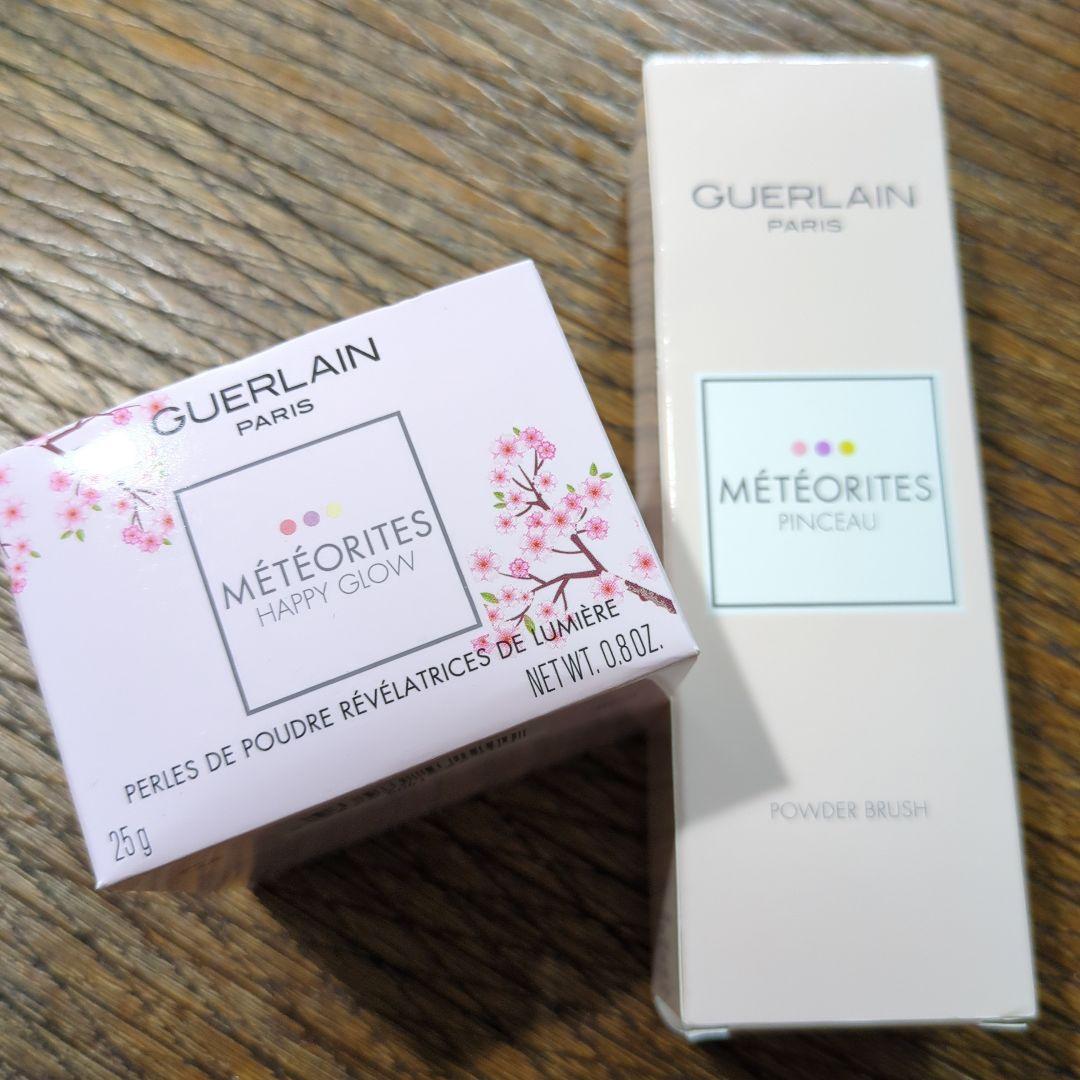 GUERLAIN
PARIS
MÉTÉORITES
HAPPY GLOW
PERLES DE POUDRE RÉVÉLATRICES DE LUMIÈRE
25g
NET WT. 0.8 OZ.
GUERLAIN
PARIS
MÉTÉORITES
PINCEAU
POWDER BRUSH